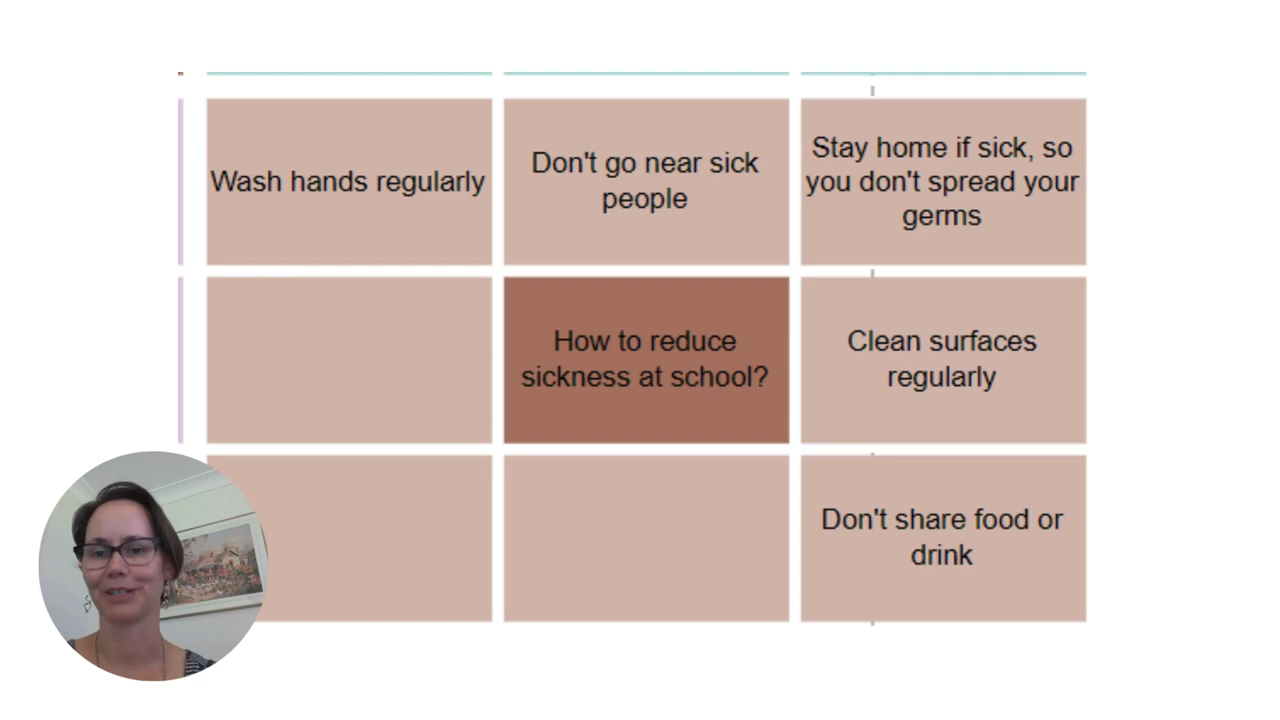 Wash hands regularly
Don't go near sick
people
Stay home if sick, so
you don't spread your
germs
How to reduce
sickness at school?
Clean surfaces
regularly
Don't share food or
drink